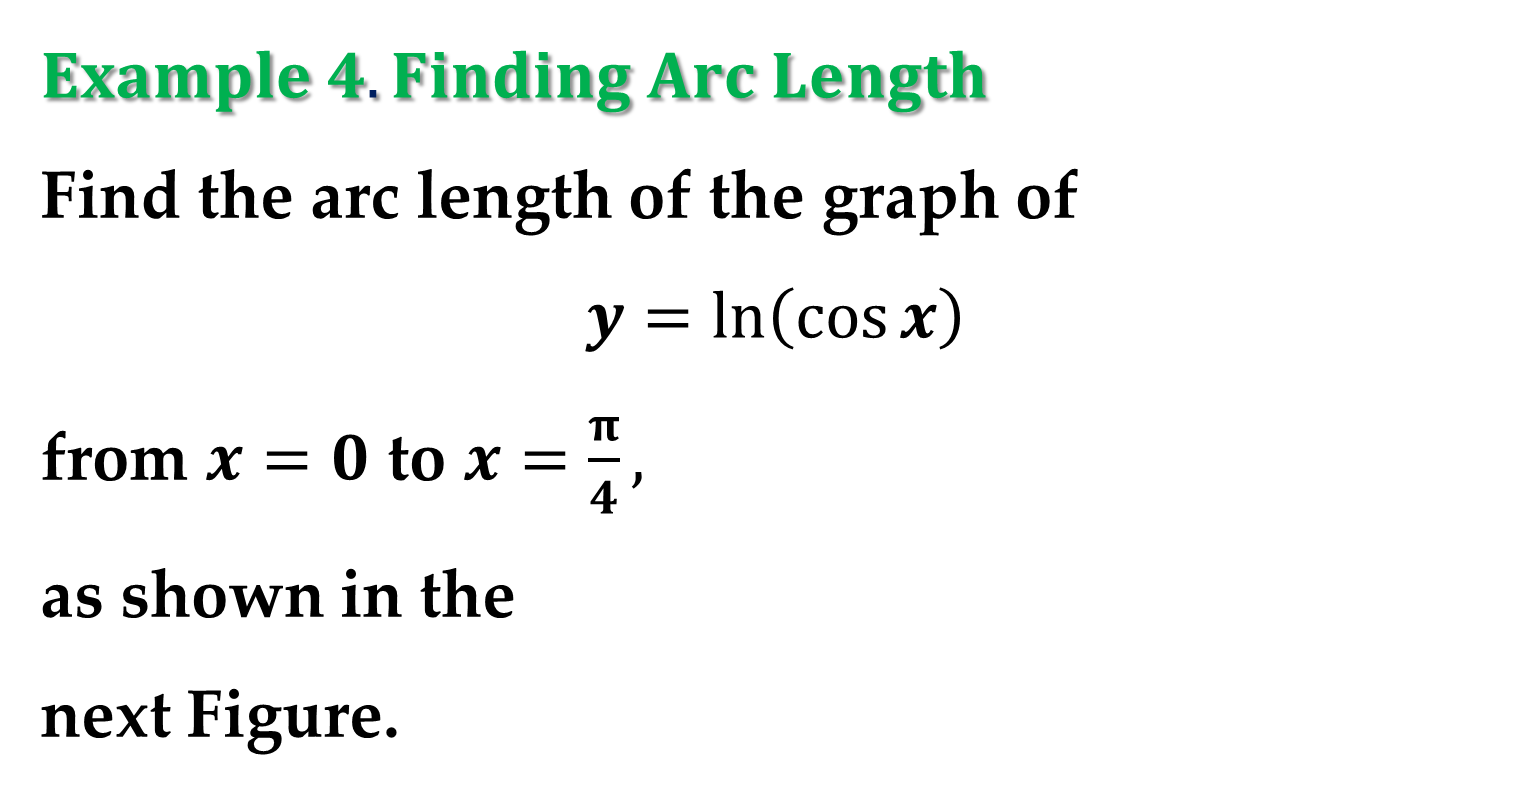 Example 4. Finding Arc Length
Find the arc length of the graph of
y = ln(cos x)
from x = 0 to x = π/4,
as shown in the
next Figure.